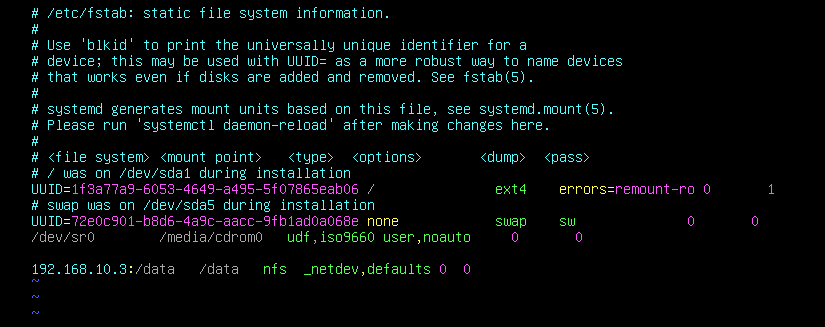 # /etc/fstab: static file system information.
#
# Use 'blkid' to print the universally unique identifier for a
# device; this may be used with UUID= as a more robust way to name devices
# that works even if disks are added and removed. See fstab(5).
#
# systemd generates mount units based on this file, see systemd.mount(5).
# Please run 'systemctl daemon-reload' after making changes here.
#
# <file system> <mount point>   <type>  <options>       <dump>  <pass>
# / was on /dev/sda1 during installation
UUID=1f3a77a9-6053-4649-a495-5f07865eab06 /               ext4    errors=remount-ro 0       1
# swap was on /dev/sda5 during installation
UUID=72e0c901-b8d6-4a9c-aacc-9fb1ad0a068e none            swap    sw              0       0
/dev/sr0        /media/cdrom0   udf,iso9660 user,noauto     0       0

192.168.10.3:/data   /data   nfs  _netdev,defaults 0  0
~
~
~